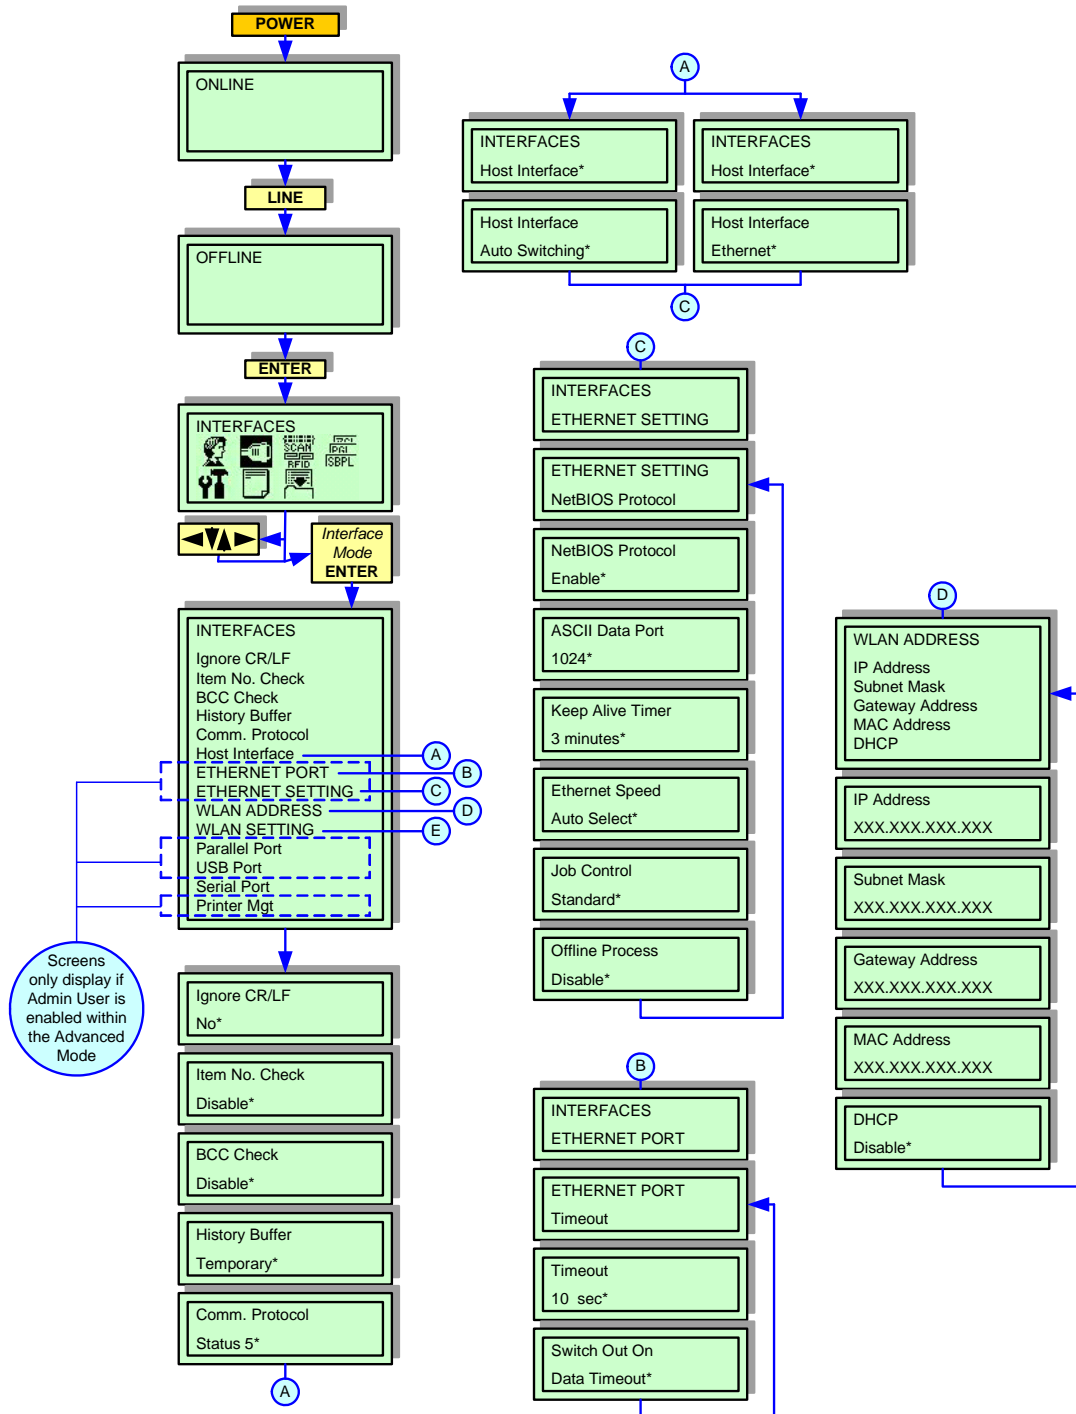 POWER
ONLINE
LINE
OFFLINE
ENTER
INTERFACES
SCAN
RFID
PGL
SBPL
Interface
Mode
ENTER
INTERFACES
Ignore CR/LF
Item No. Check
BCC Check
History Buffer
Comm. Protocol
Host Interface
A
ETHERNET PORT
B
ETHERNET SETTING
C
WLAN ADDRESS
D
WLAN SETTING
E
Parallel Port
USB Port
Serial Port
Printer Mgt
Screens
only display if
Admin User is
enabled within
the Advanced
Mode
Ignore CR/LF
No*
Item No. Check
Disable*
BCC Check
Disable*
History Buffer
Temporary*
Comm. Protocol
Status 5*
A
A
INTERFACES
Host Interface*
Host Interface
Auto Switching*
INTERFACES
Host Interface*
Host Interface
Ethernet*
C
C
INTERFACES
ETHERNET SETTING
ETHERNET SETTING
NetBIOS Protocol
NetBIOS Protocol
Enable*
ASCII Data Port
1024*
Keep Alive Timer
3 minutes*
Ethernet Speed
Auto Select*
Job Control
Standard*
Offline Process
Disable*
B
INTERFACES
ETHERNET PORT
ETHERNET PORT
Timeout
Timeout
10 sec*
Switch Out On
Data Timeout*
D
WLAN ADDRESS
IP Address
Subnet Mask
Gateway Address
MAC Address
DHCP
IP Address
XXX.XXX.XXX.XXX
Subnet Mask
XXX.XXX.XXX.XXX
Gateway Address
XXX.XXX.XXX.XXX
MAC Address
XXX.XXX.XXX.XXX
DHCP
Disable*